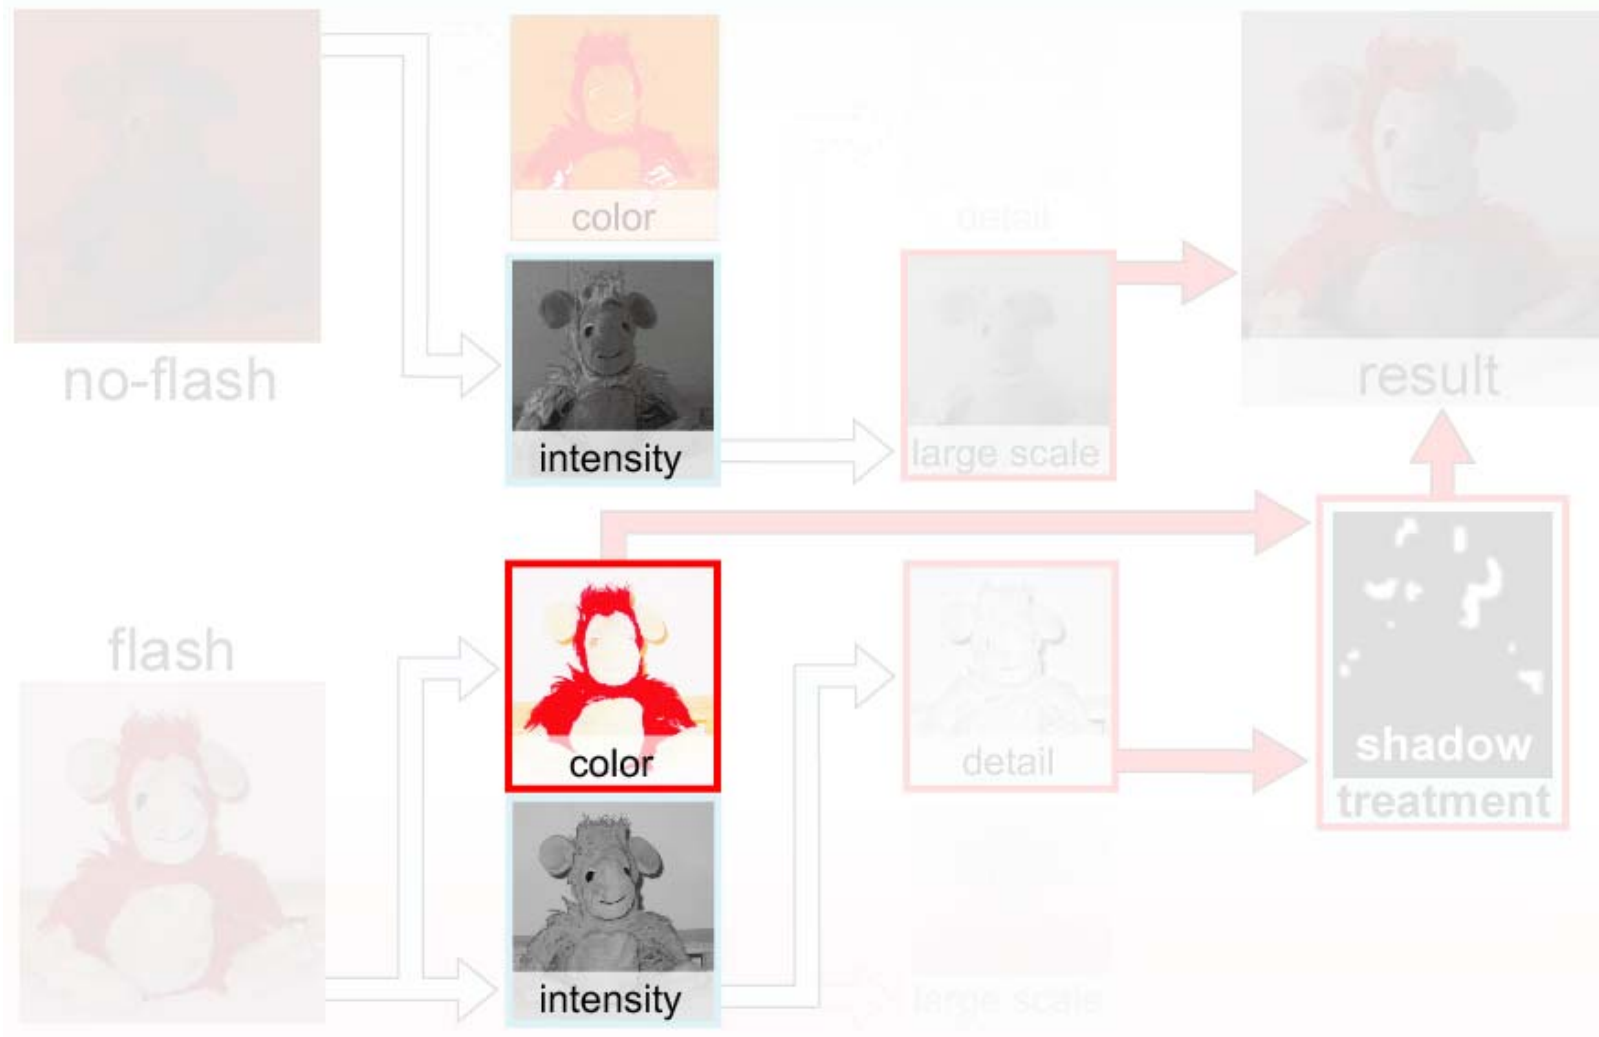 color
detail
no-flash
intensity
large scale
result
flash
color
detail
shadow
treatment
intensity
large scale